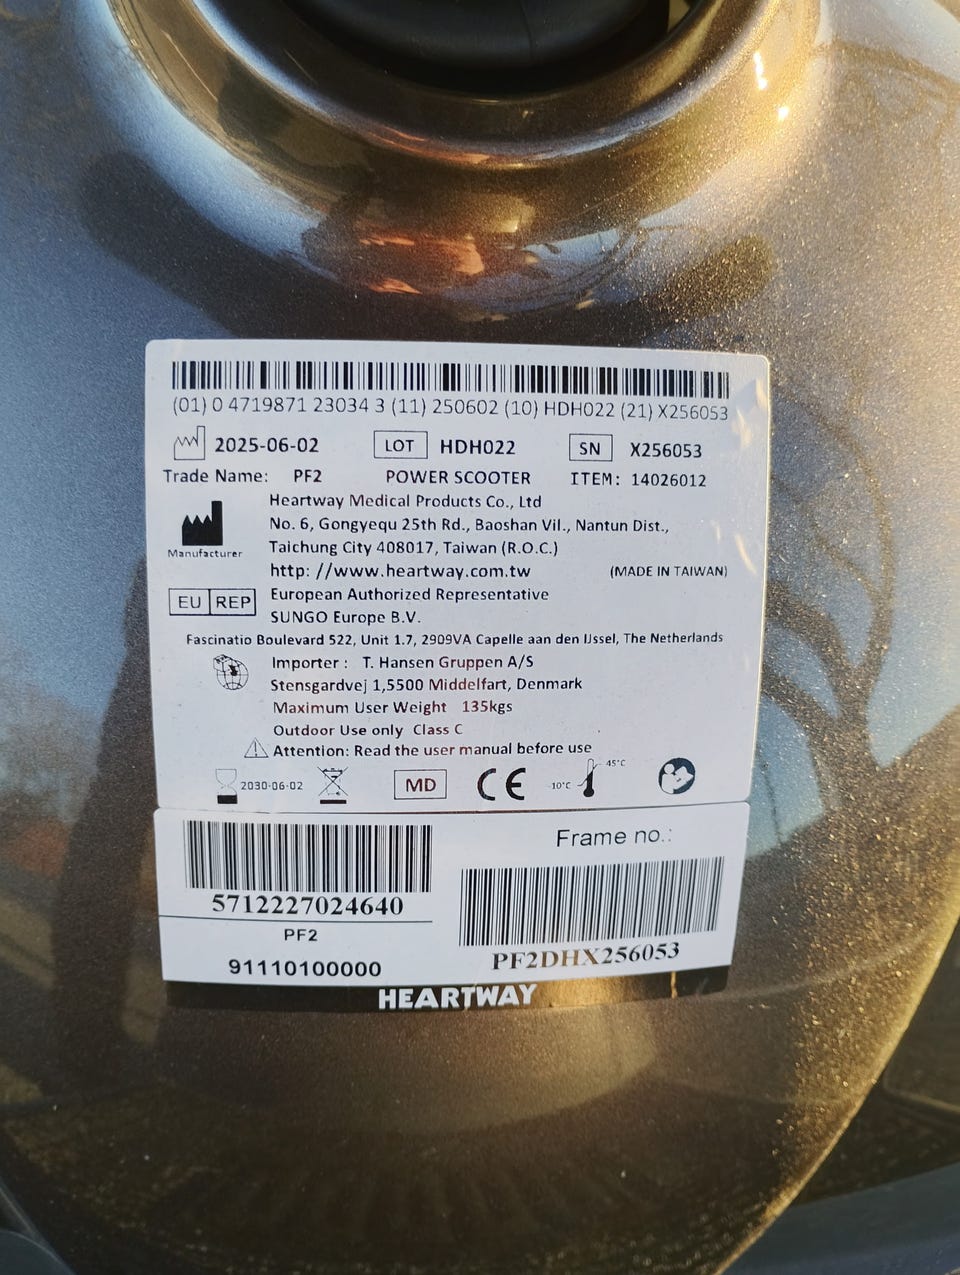 (01) 0 4719871 23034 3 (11) 250602 (10) HDH022 (21) X256053
2025-06-02 LOT HDH022 SN X256053
Trade Name: PF2 POWER SCOOTER ITEM: 14026012
Heartway Medical Products Co., Ltd
No. 6, Gongyequ 25th Rd., Baoshan Vil., Nantun Dist.,
Manufacturer Taichung City 408017, Taiwan (R.O.C.)
http: //www.heartway.com.tw (MADE IN TAIWAN)
EU REP European Authorized Representative
SUNGO Europe B.V.
Fascinatio Boulevard 522, Unit 1.7, 2909VA Capelle aan den IJssel, The Netherlands
Importer : T. Hansen Gruppen A/S
Stensgardvej 1,5500 Middelfart, Denmark
Maximum User Weight 135kgs
Outdoor Use only Class C
Attention: Read the user manual before use
2030-06-02 MD CE -10°C 45°C
Frame no.:
5712227024640
PF2
91110100000
PF2DHX256053
HEARTWAY